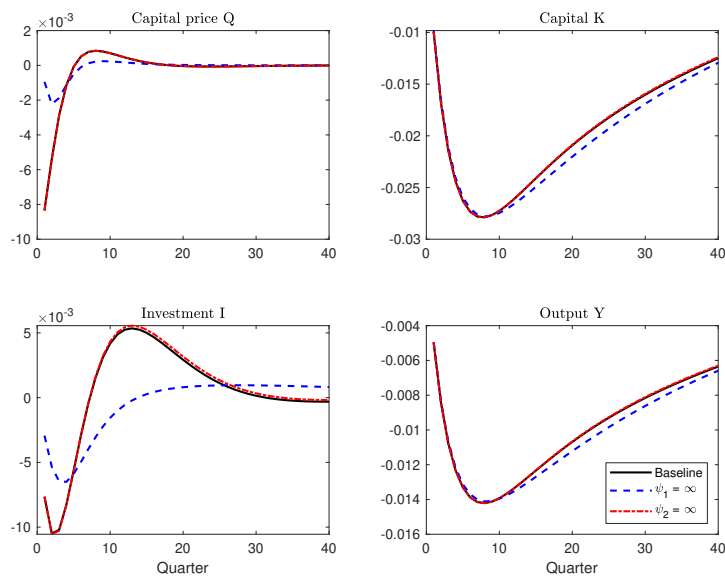 Capital price Q
×10⁻³
2
0
-2
-4
-6
-8
-10
0 10 20 30 40
Capital K
-0.01
-0.015
-0.02
-0.025
-0.03
0 10 20 30 40
Investment I
×10⁻³
5
0
-5
-10
0 10 20 30 40
Quarter
Output Y
-0.004
-0.006
-0.008
-0.01
-0.012
-0.014
-0.016
0 10 20 30 40
Quarter
Baseline
ψ₁ = ∞
ψ₂ = ∞